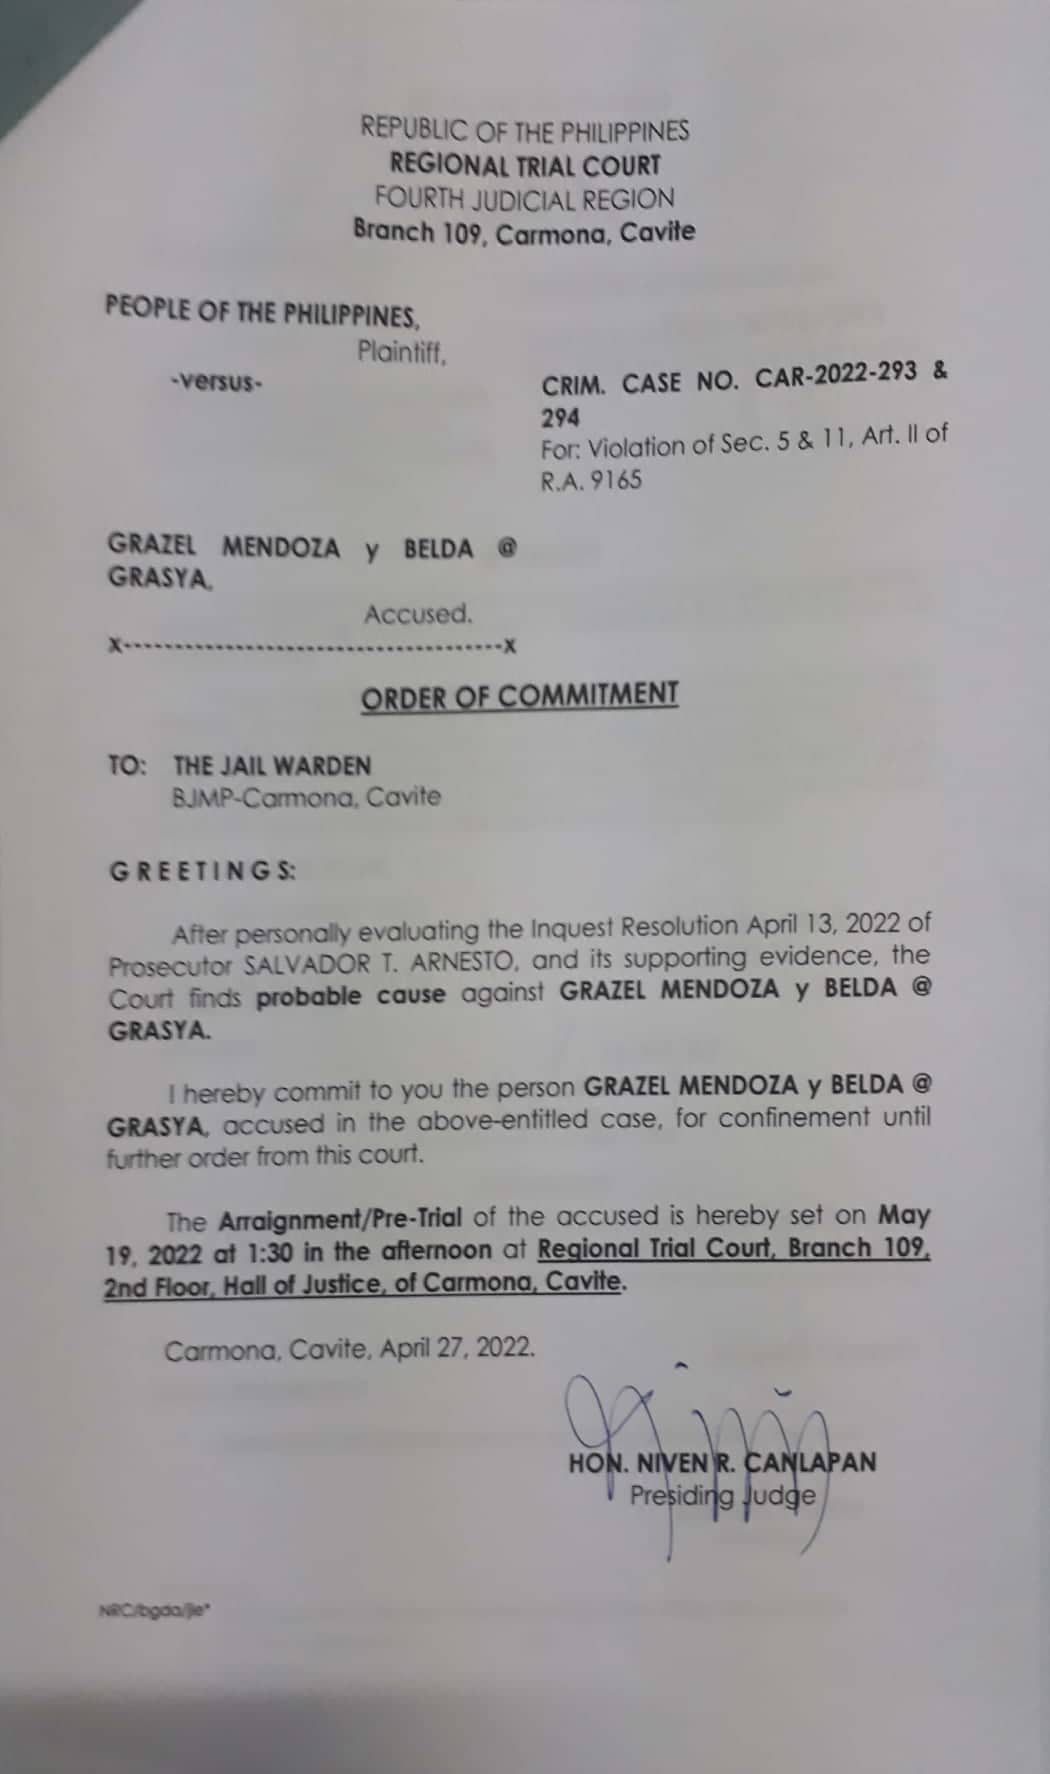 REPUBLIC OF THE PHILIPPINES
REGIONAL TRIAL COURT
FOURTH JUDICIAL REGION
Branch 109, Carmona, Cavite
PEOPLE OF THE PHILIPPINES,
Plaintiff,
-versus-
CRIM. CASE NO. CAR-2022-293 &
294
For: Violation of Sec. 5 & 11, Art. II of
R.A. 9165
GRAZEL MENDOZA y BELDA @
GRASYA,
Accused.
X-------------------------------------X
ORDER OF COMMITMENT
TO: THE JAIL WARDEN
BJMP-Carmona, Cavite
G R E E T I N G S:
After personally evaluating the Inquest Resolution April 13, 2022 of
Prosecutor SALVADOR T. ARNESTO, and its supporting evidence, the
Court finds probable cause against GRAZEL MENDOZA y BELDA @
GRASYA.
I hereby commit to you the person GRAZEL MENDOZA y BELDA @
GRASYA, accused in the above-entitled case, for confinement until
further order from this court.
The Arraignment/Pre-Trial of the accused is hereby set on May
19, 2022 at 1:30 in the afternoon at Regional Trial Court, Branch 109,
2nd Floor, Hall of Justice, of Carmona, Cavite.
Carmona, Cavite, April 27, 2022.
HON. NIVEN R. CANLAPAN
Presiding Judge
NRC/bgda/jle*